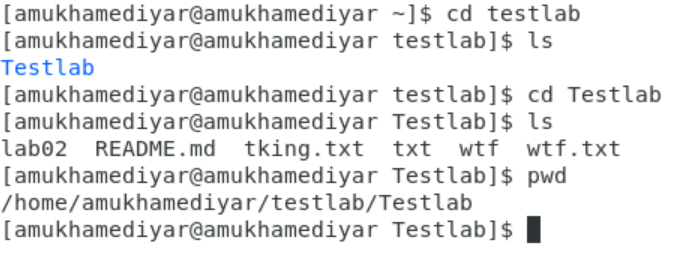 [amukhamediyar@amukhamediyar ~]$ cd testlab
[amukhamediyar@amukhamediyar testlab]$ ls
Testlab
[amukhamediyar@amukhamediyar testlab]$ cd Testlab
[amukhamediyar@amukhamediyar Testlab]$ ls
lab02  README.md  tking.txt  txt  wtf  wtf.txt
[amukhamediyar@amukhamediyar Testlab]$ pwd
/home/amukhamediyar/testlab/Testlab
[amukhamediyar@amukhamediyar Testlab]$